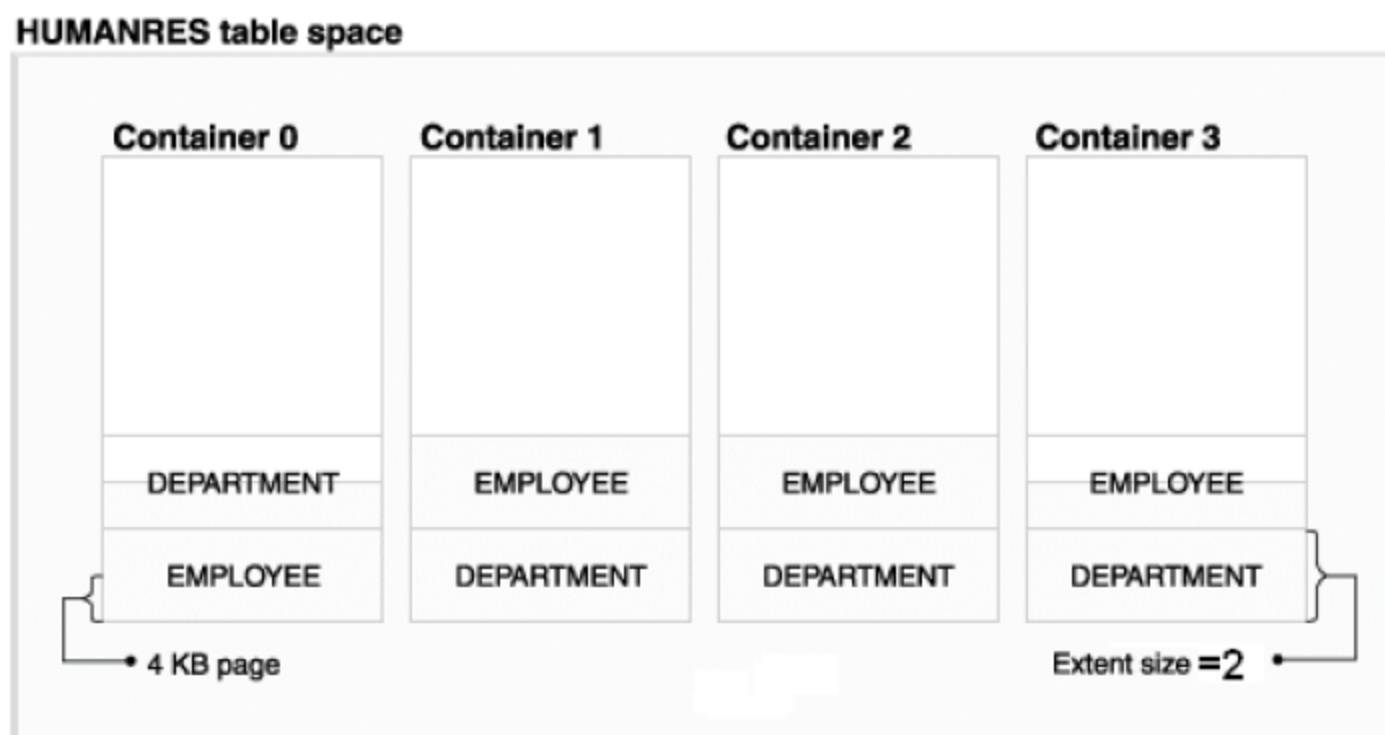 HUMANRES table space
Container 0 Container 1 Container 2 Container 3
DEPARTMENT EMPLOYEE EMPLOYEE EMPLOYEE
EMPLOYEE DEPARTMENT DEPARTMENT DEPARTMENT
4 KB page Extent size =2